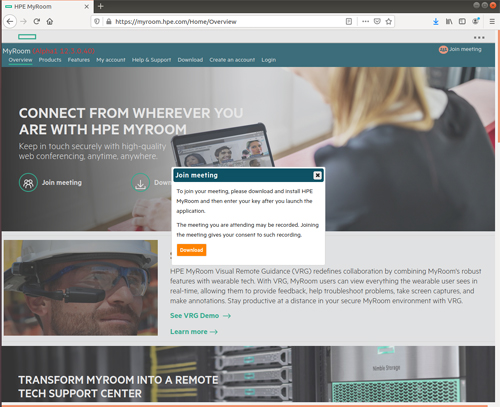 HPE MyRoom
https://myroom.hpe.com/Home/Overview
MyRoom
Join meeting
Overview Products Features My account Help & Support Download Create an account Login
CONNECT FROM WHEREVER YOU
ARE WITH HPE MYROOM
Keep in touch securely with high-quality
web conferencing, anytime, anywhere.
Join meeting
Join meeting
To join your meeting, please download and install HPE
MyRoom and then enter your key after you launch the
application.
The meeting you are attending may be recorded. Joining
the meeting gives your consent to such recording.
Download
HPE MyRoom Visual Remote Guidance (VRG) redefines collaboration by combining MyRoom's robust
features with wearable tech. With VRG, MyRoom users can view everything the wearable user sees in
real-time, allowing them to provide feedback, help troubleshoot problems, take screen captures, and
make annotations. Stay productive at a distance in your secure MyRoom environment with VRG.
See VRG Demo
Learn more
TRANSFORM MYROOM INTO A REMOTE
TECH SUPPORT CENTER
Nimble Storage